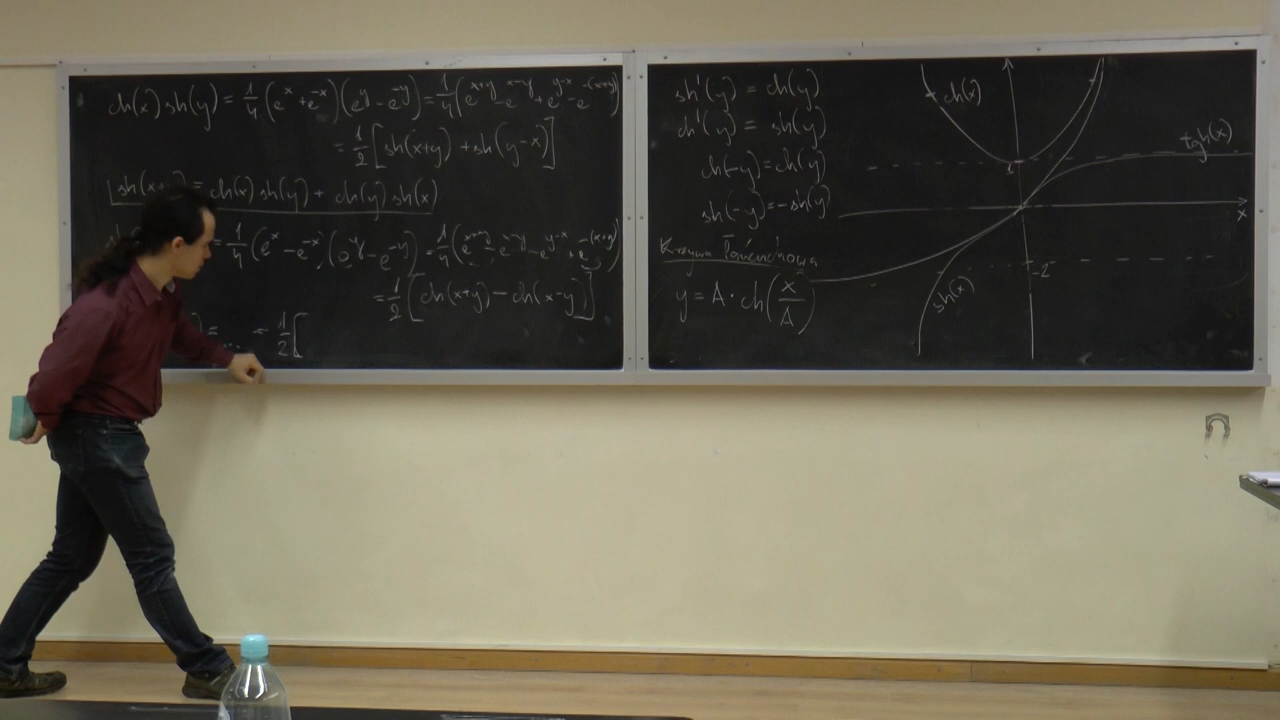 ch(x) sh(y) = 1/4 (e^x + e^-x)(e^y - e^-y) = 1/4 (e^x+y - e^x-y + e^y-x - e^-(x+y))
= 1/2 [sh(x+y) + sh(y-x)]
= ch(x) sh(y) + ch(y) sh(x)
= 1/4 (e^x - e^-x)(e^y - e^-y) = 1/4 (e^x+y - e^x-y - e^y-x + e^-(x+y))
= 1/2 [ch(x+y) - ch(x-y)]
= ... = 1/2 [
sh'(y) = ch(y)
ch'(y) = sh(y)
ch(-y) = ch(y)
sh(-y) = -sh(y)
Krzywa łańcuchowa
y = A · ch(x/A)
ch(x)
tgh(x)
1
x
-2
sh(x)